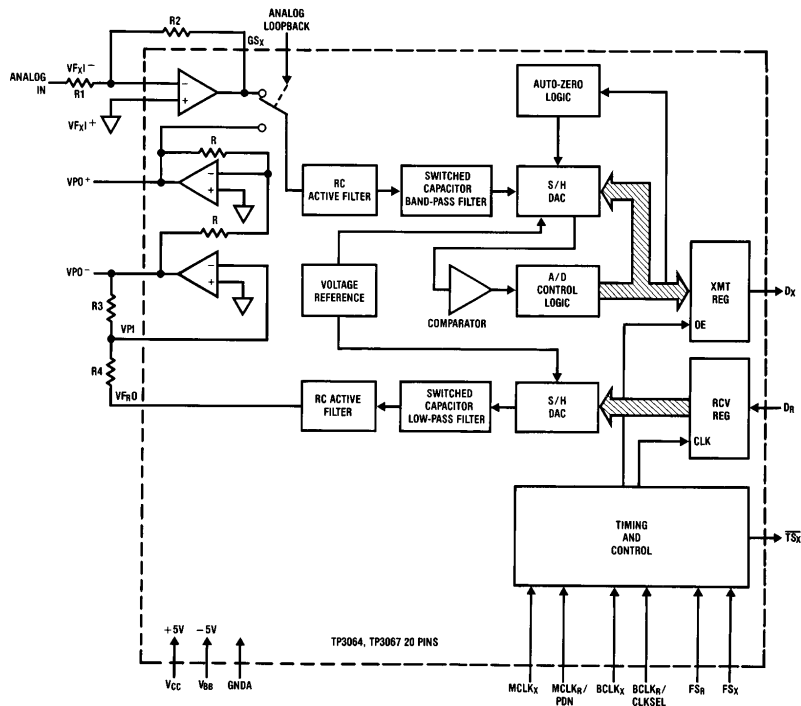 ANALOG
LOOPBACK
R2
GSX
ANALOG
IN
VFXI−
R1
−
+
VFXI+
AUTO-ZERO
LOGIC
R
VPO+
−
+
RC
ACTIVE FILTER
SWITCHED
CAPACITOR
BAND-PASS FILTER
S/H
DAC
R
VPO−
−
+
VOLTAGE
REFERENCE
COMPARATOR
A/D
CONTROL
LOGIC
XMT
REG
DX
OE
R3
VPI
R4
VFRO
RC ACTIVE
FILTER
SWITCHED
CAPACITOR
LOW-PASS FILTER
S/H
DAC
RCV
REG
DR
CLK
TIMING
AND
CONTROL
TSX
+5V
−5V
TP3064, TP3067 20 PINS
VCC
VBB
GNDA
MCLKX
MCLKR/
PDN
BCLKX
BCLKR/
CLKSEL
FSR
FSX